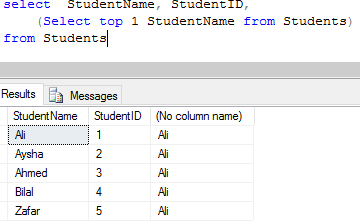 select StudentName, StudentID,
(Select top 1 StudentName from Students)
from Students
Results Messages
StudentName StudentID (No column name)
Ali 1 Ali
Aysha 2 Ali
Ahmed 3 Ali
Bilal 4 Ali
Zafar 5 Ali